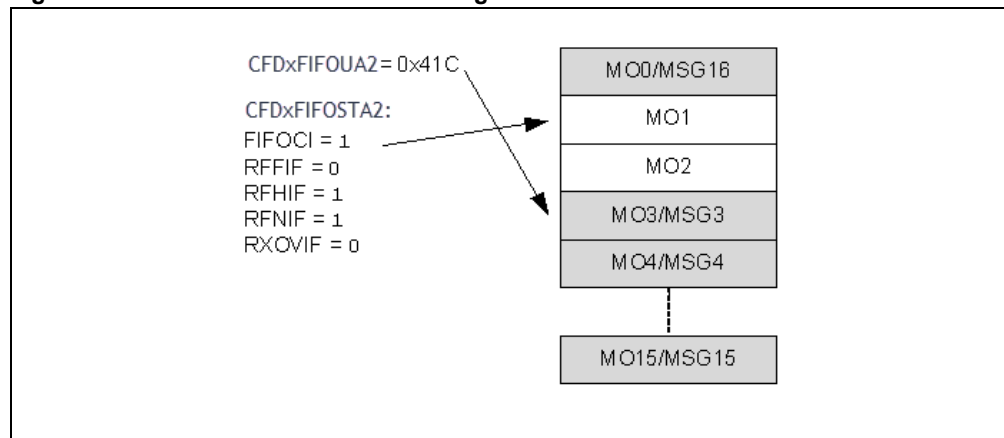 CFDxFIFOUA2= 0x41C
CFDxFIFOSTA2:
FIFOCI = 1
RFFIF = 0
RFHIF = 1
RFNIF = 1
RXOVIF = 0
MO0/MSG16
MO1
MO2
MO3/MSG3
MO4/MSG4
MO15/MSG15